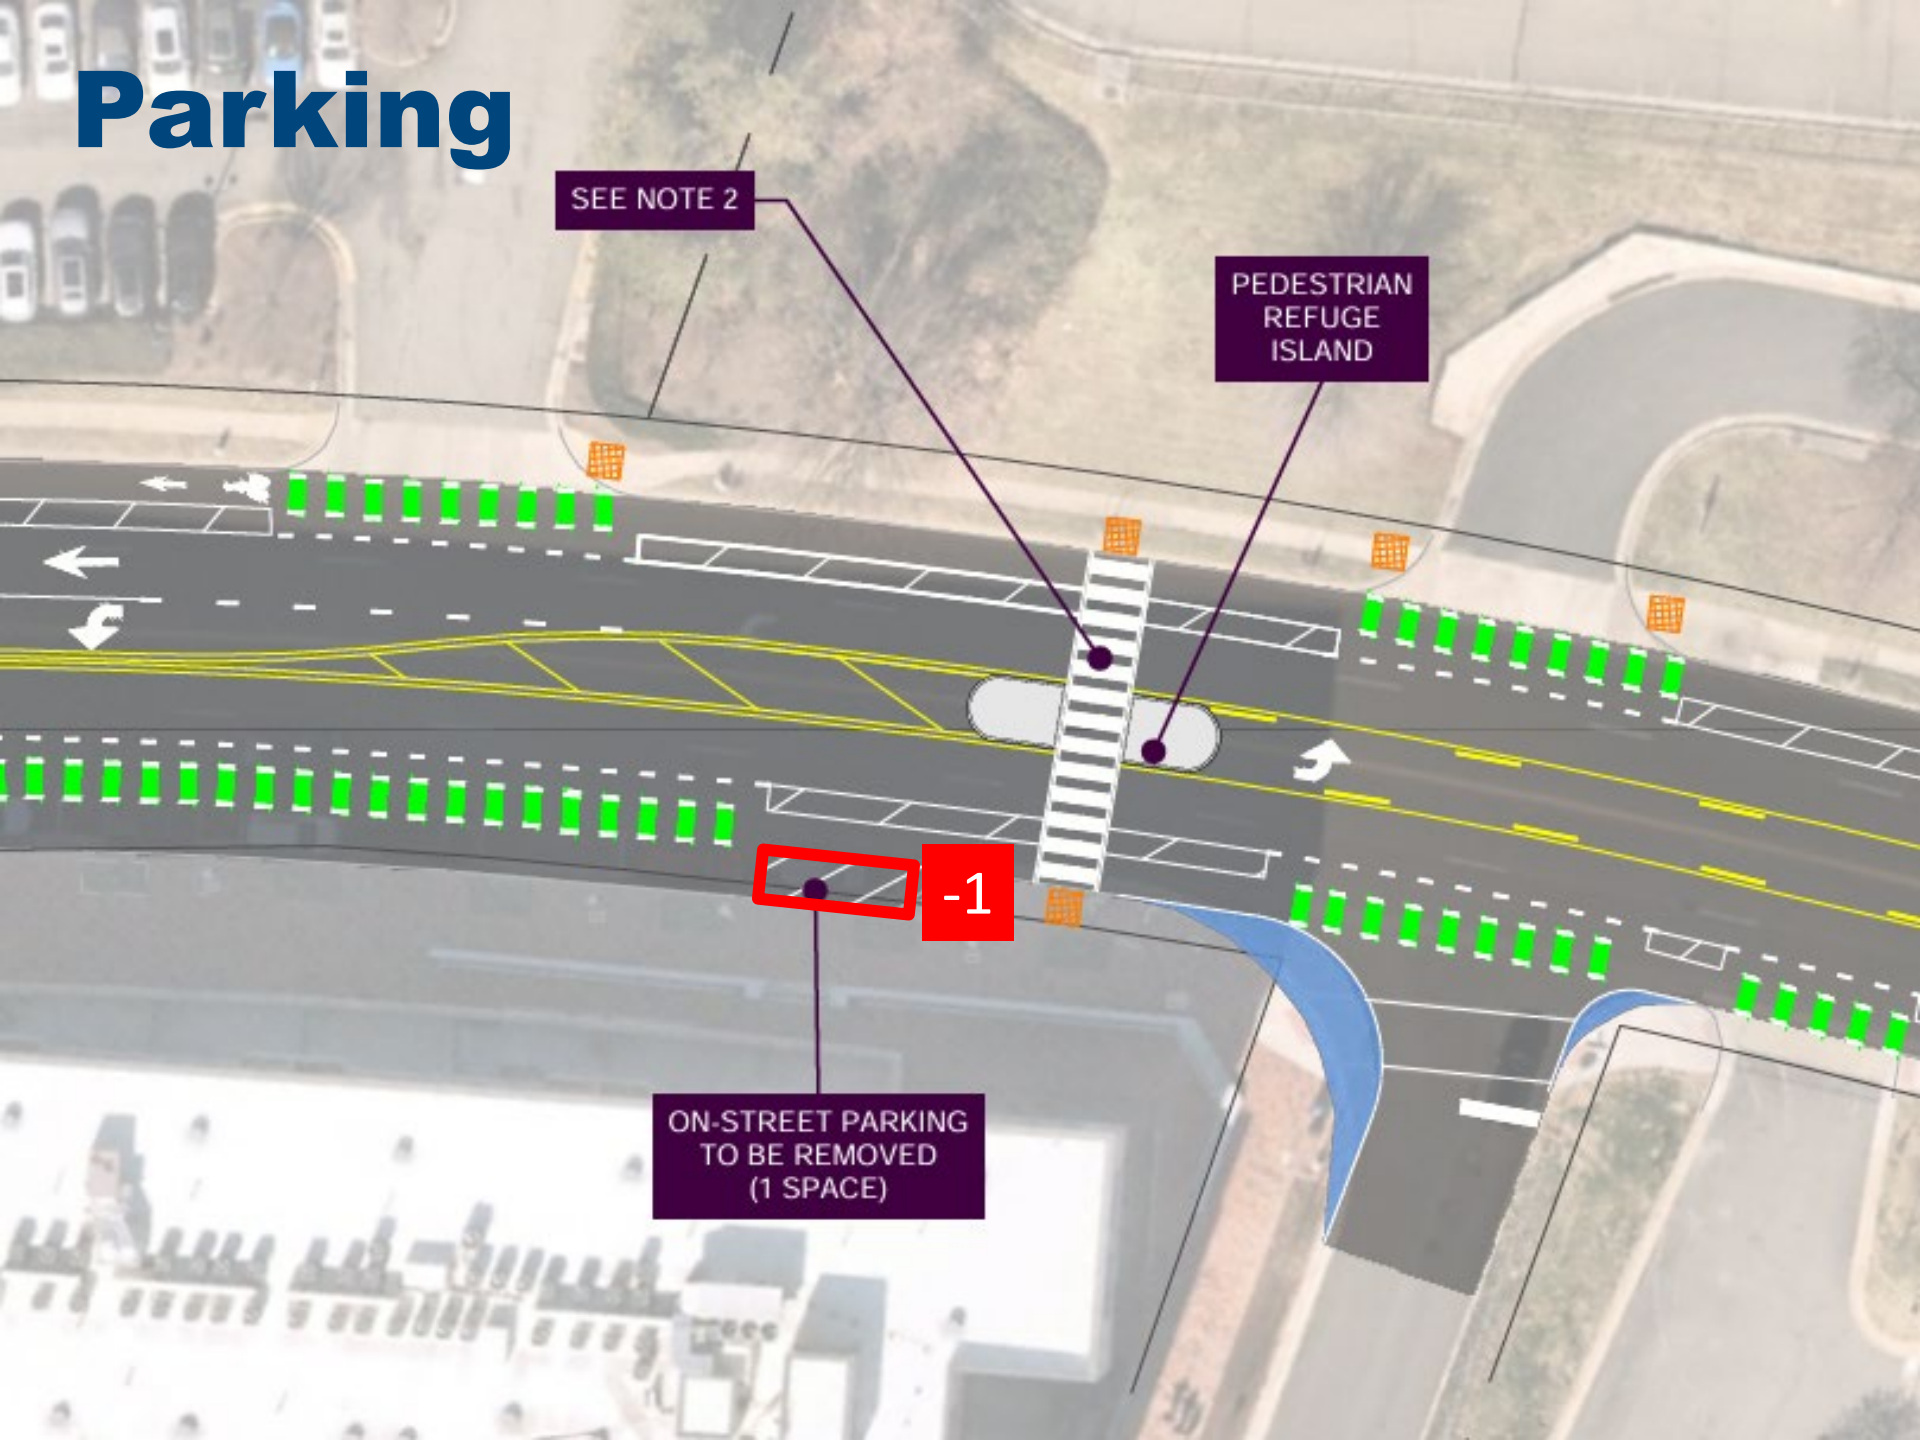 Parking
SEE NOTE 2
PEDESTRIAN
REFUGE
ISLAND
-1
ON-STREET PARKING
TO BE REMOVED
(1 SPACE)